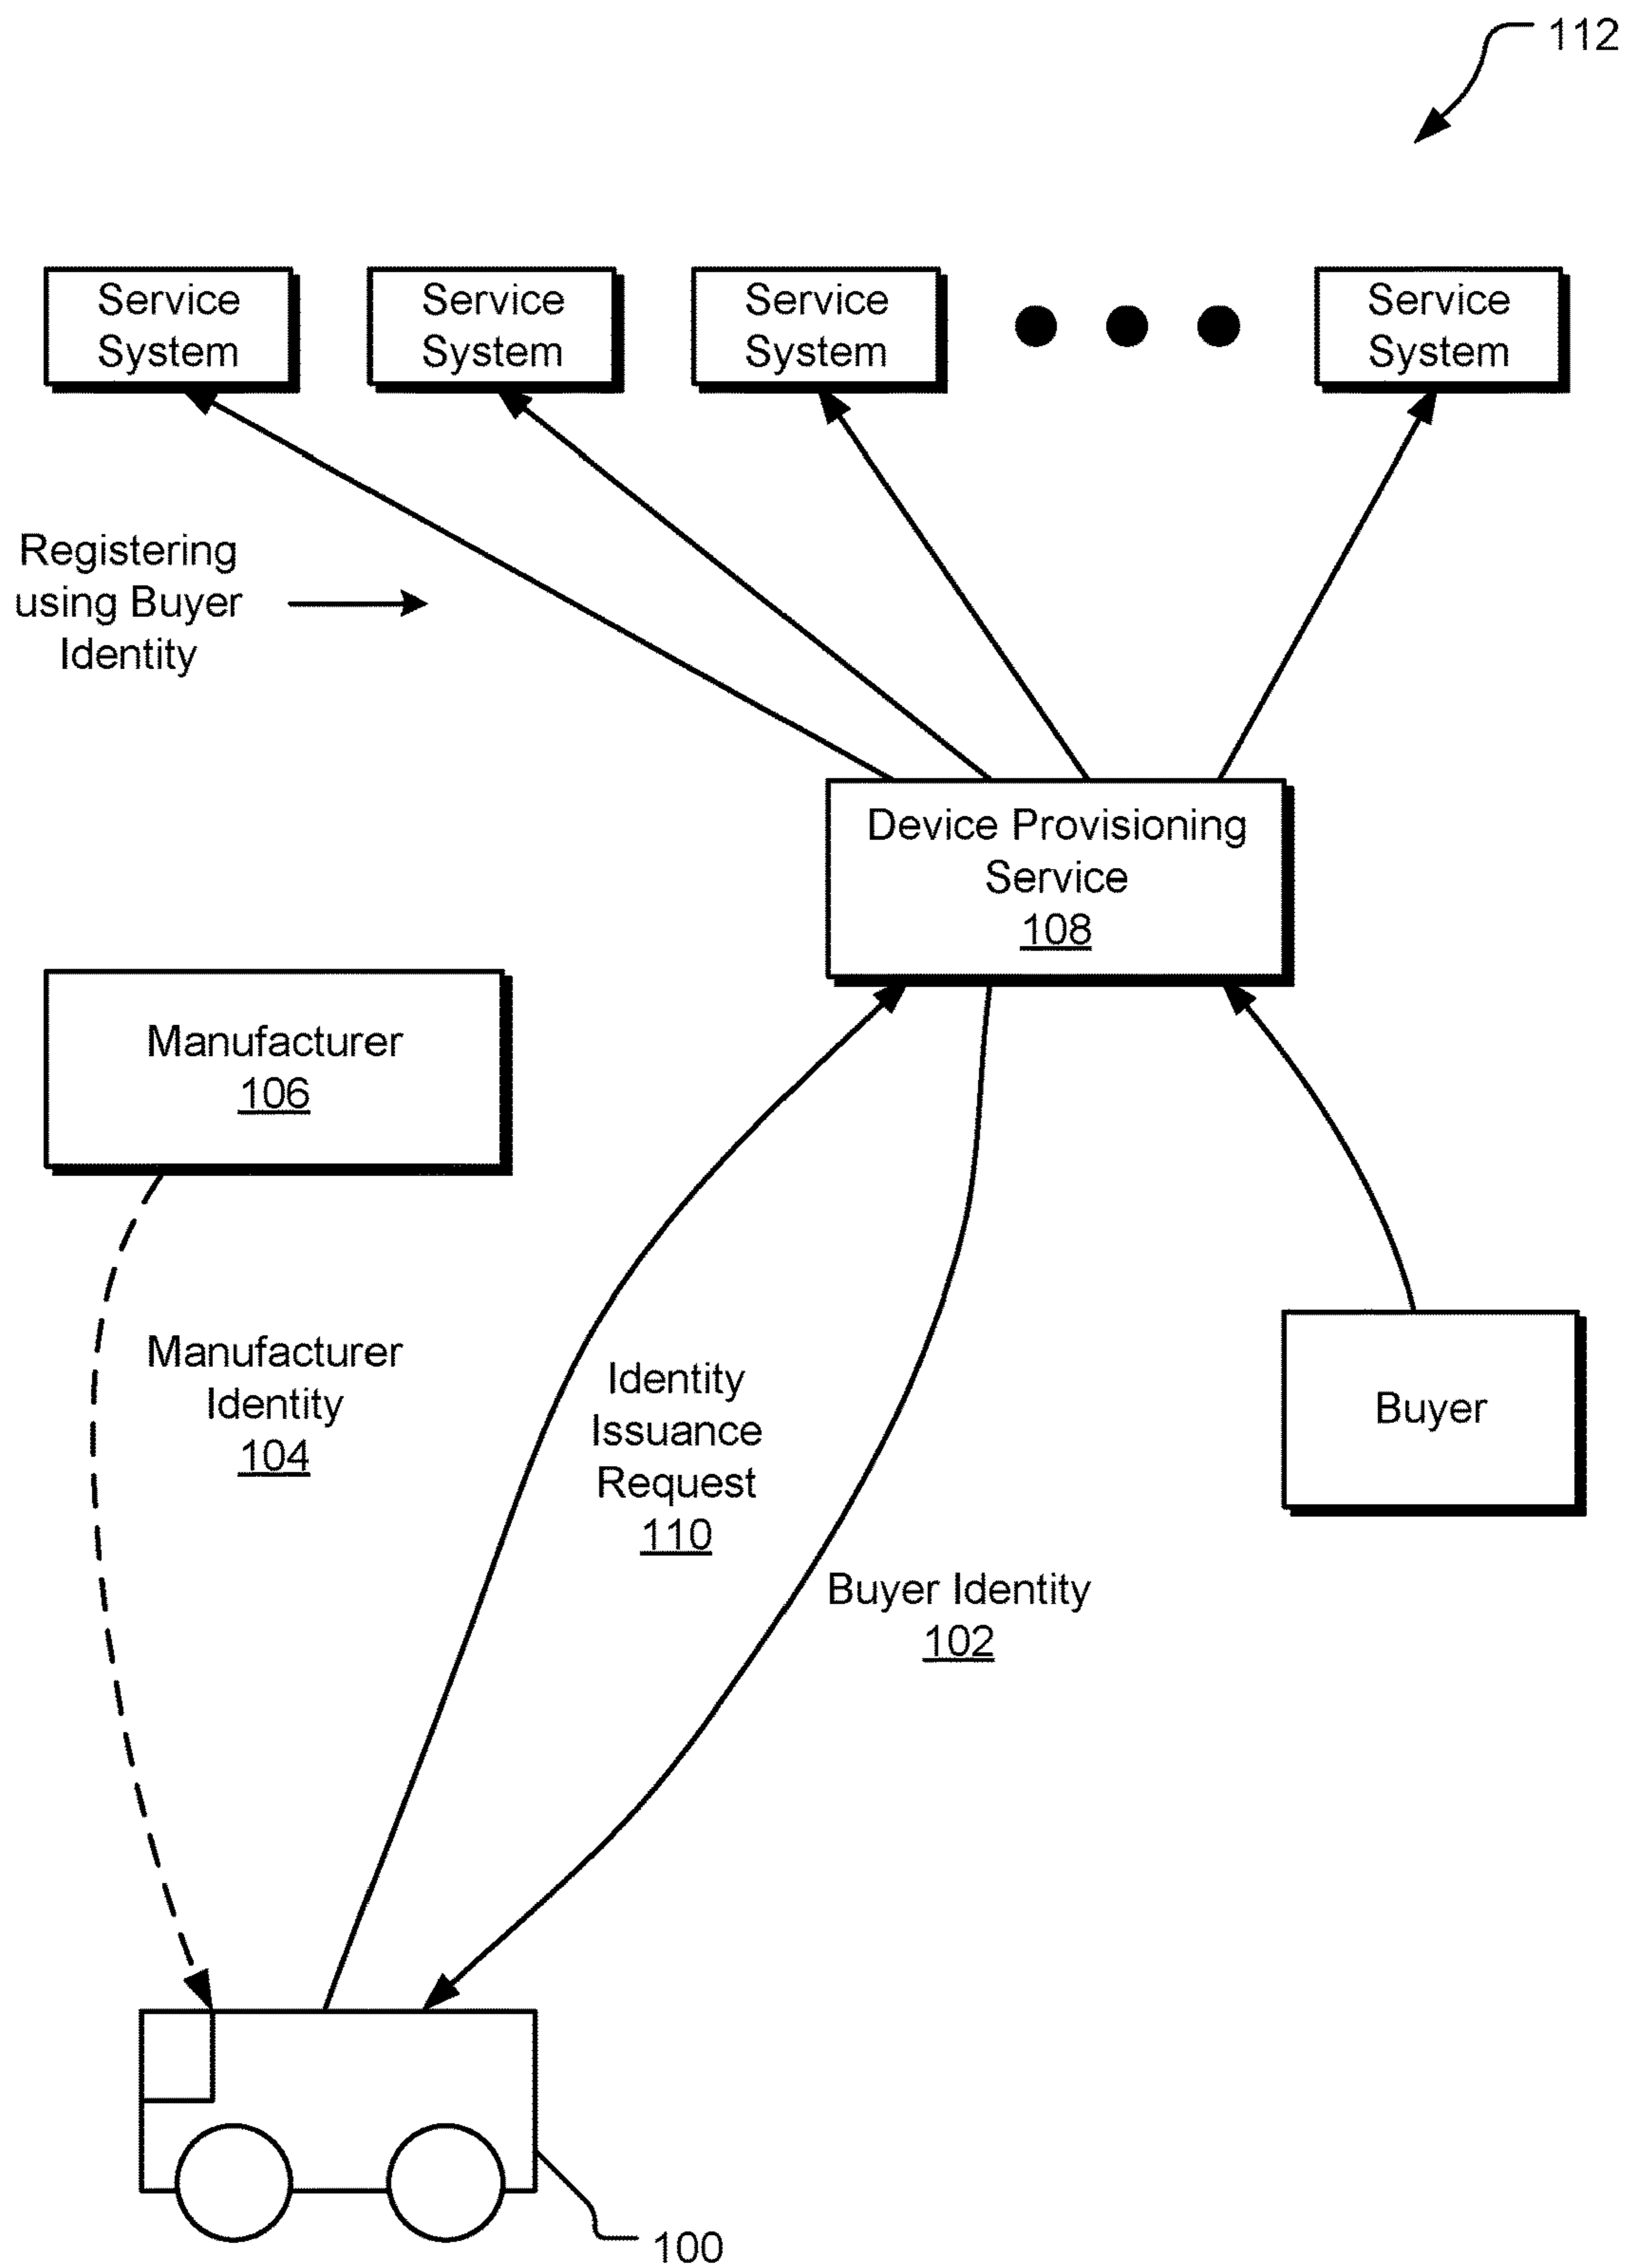 112
Service
System
Service
System
Service
System
Service
System
Registering
using Buyer
Identity
Device Provisioning
Service
108
Manufacturer
106
Manufacturer
Identity
104
Identity
Issuance
Request
110
Buyer
Buyer Identity
102
100